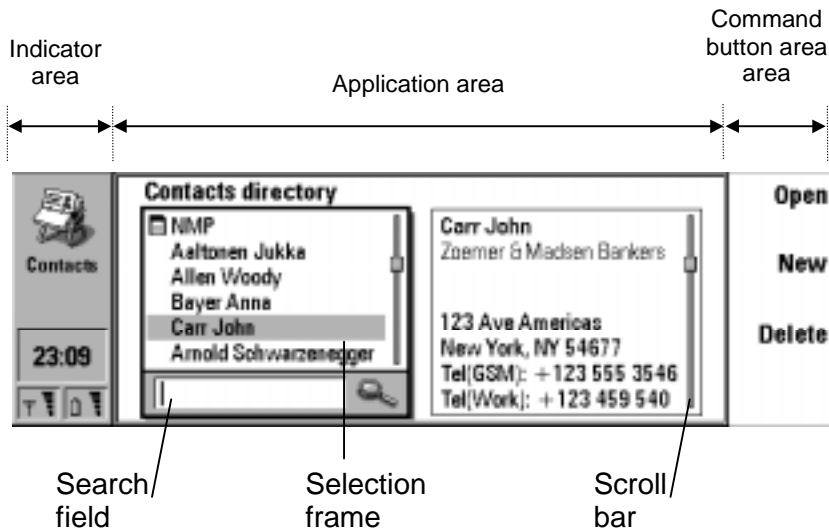 Indicator
area
Application area
Command
button area
area
Contacts
23:09
Contacts directory
NMP
Aaltonen Jukka
Allen Woody
Bayer Anna
Carr John
Arnold Schwarzenegger
Carr John
Zoemer & Madsen Bankers
123 Ave Americas
New York, NY 54677
Tel(GSM): +123 555 3546
Tel(Work): +123 459 540
Open
New
Delete
Search
field
Selection
frame
Scroll
bar